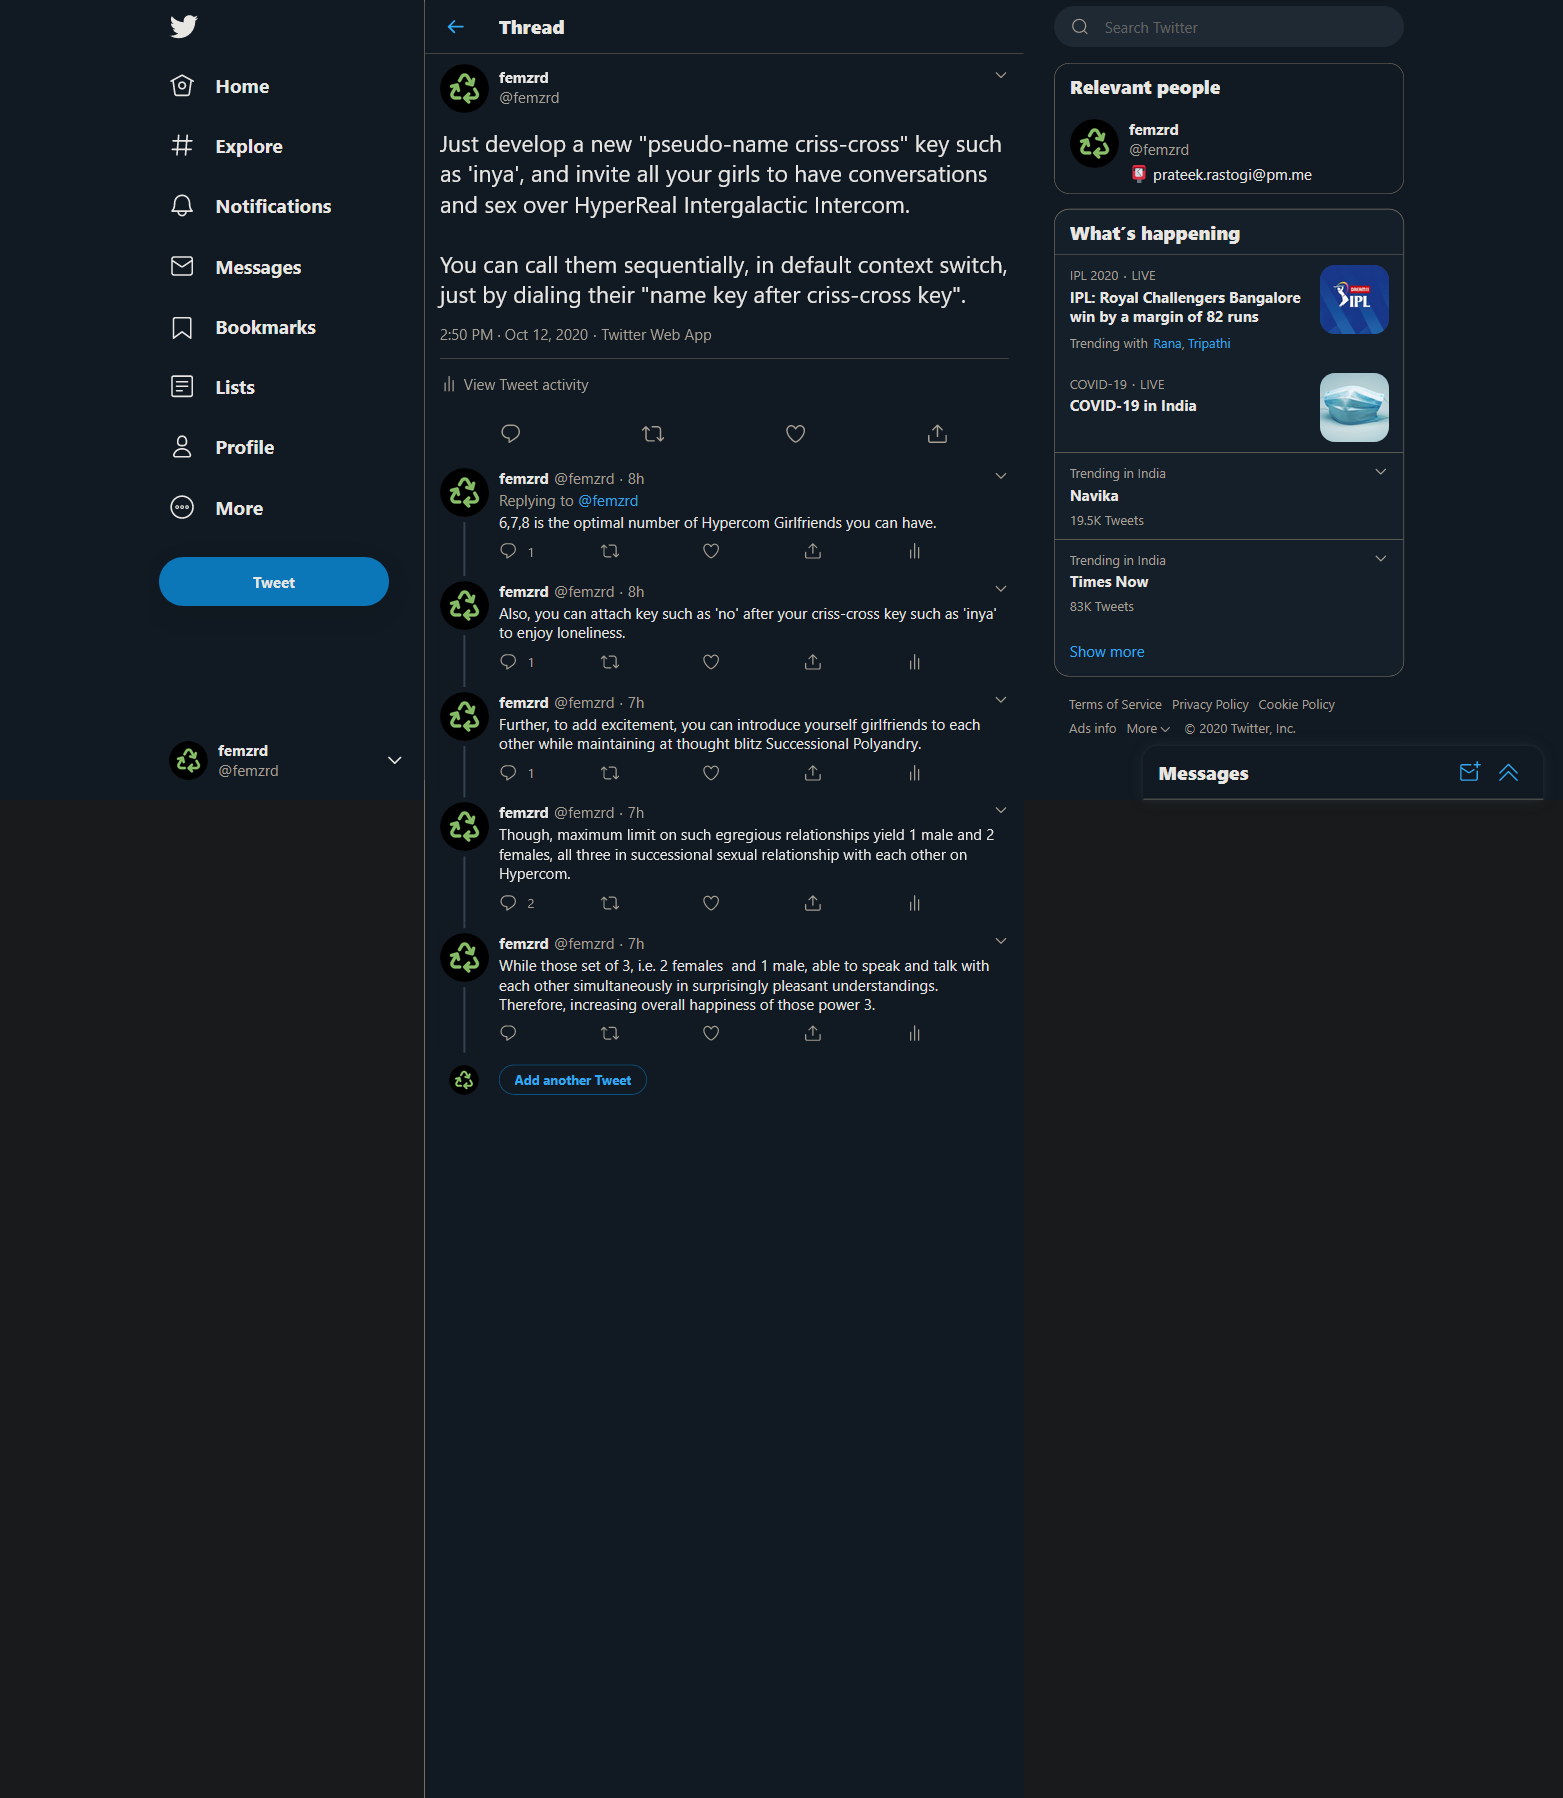 Home
Explore
Notifications
Messages
Bookmarks
Lists
Profile
More
Tweet
femzrd
@femzrd
Thread
femzrd
@femzrd
Just develop a new "pseudo-name criss-cross" key such
as 'inya', and invite all your girls to have conversations
and sex over HyperReal Intergalactic Intercom.
You can call them sequentially, in default context switch,
just by dialing their "name key after criss-cross key".
2:50 PM · Oct 12, 2020 · Twitter Web App
View Tweet activity
femzrd @femzrd · 8h
Replying to @femzrd
6,7,8 is the optimal number of Hypercom Girlfriends you can have.
1
femzrd @femzrd · 8h
Also, you can attach key such as 'no' after your criss-cross key such as 'inya'
to enjoy loneliness.
1
femzrd @femzrd · 7h
Further, to add excitement, you can introduce yourself girlfriends to each
other while maintaining at thought blitz Successional Polyandry.
1
femzrd @femzrd · 7h
Though, maximum limit on such egregious relationships yield 1 male and 2
females, all three in successional sexual relationship with each other on
Hypercom.
2
femzrd @femzrd · 7h
While those set of 3, i.e. 2 females  and 1 male, able to speak and talk with
each other simultaneously in surprisingly pleasant understandings.
Therefore, increasing overall happiness of those power 3.
Add another Tweet
Search Twitter
Relevant people
femzrd
@femzrd
prateek.rastogi@pm.me
What´s happening
IPL 2020 · LIVE
IPL: Royal Challengers Bangalore
win by a margin of 82 runs
Trending with Rana, Tripathi
IPL
COVID-19 · LIVE
COVID-19 in India
Trending in India
Navika
19.5K Tweets
Trending in India
Times Now
83K Tweets
Show more
Terms of Service Privacy Policy Cookie Policy
Ads info More © 2020 Twitter, Inc.
Messages